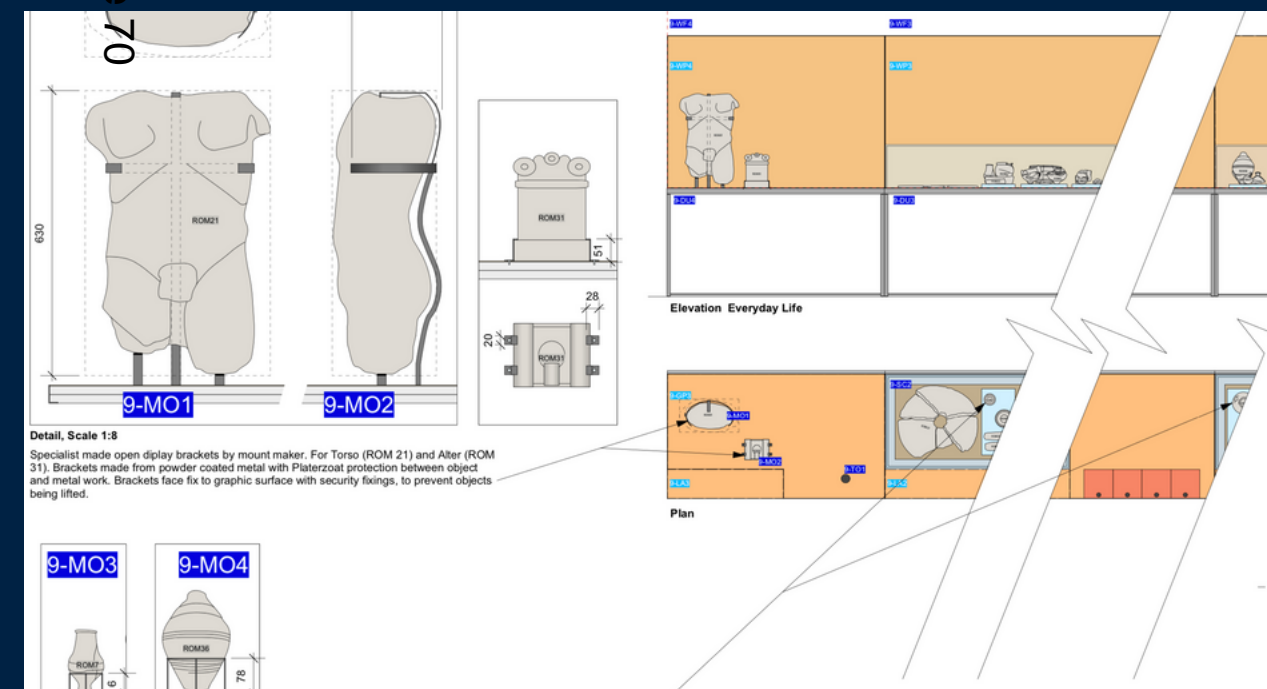 70
630
ROM21
9-MO1
9-MO2
ROM31
51
28
20
ROM31
Detail, Scale 1:8
Specialist made open diplay brackets by mount maker. For Torso (ROM 21) and Alter (ROM
31). Brackets made from powder coated metal with Platerzoat protection between object
and metal work. Brackets face fix to graphic surface with security fixings, to prevent objects
being lifted.
9-MO3
9-MO4
ROM7
ROM36
78
9-WF4
9-WF3
9-WP4
9-WP3
9-DU4
9-DU3
Elevation Everyday Life
9-GP3
9-SC2
9-MO1
9-MO2
9-TO1
9-LA3
Plan